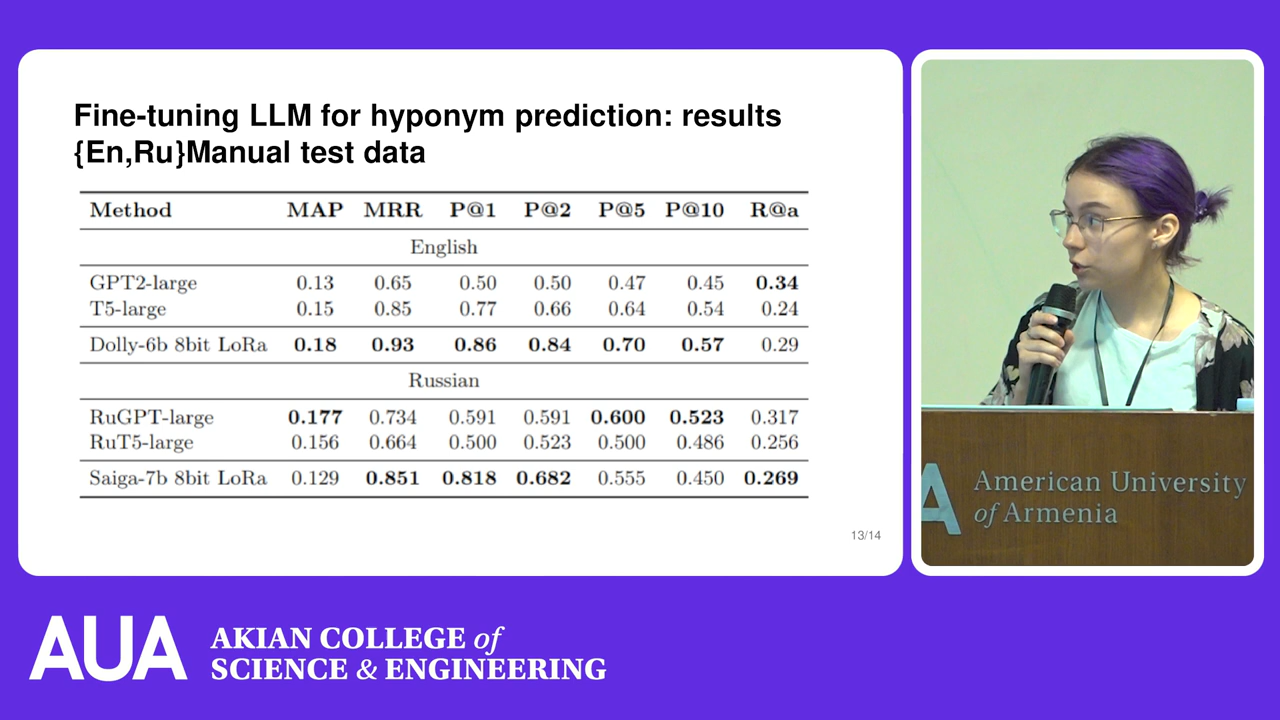 Fine-tuning LLM for hyponym prediction: results
{En,Ru}Manual test data
Method MAP MRR P@1 P@2 P@5 P@10 R@a
English
GPT2-large 0.13 0.65 0.50 0.50 0.47 0.45 0.34
T5-large 0.15 0.85 0.77 0.66 0.64 0.54 0.24
Dolly-6b 8bit LoRa 0.18 0.93 0.86 0.84 0.70 0.57 0.29
Russian
RuGPT-large 0.177 0.734 0.591 0.591 0.600 0.523 0.317
RuT5-large 0.156 0.664 0.500 0.523 0.500 0.486 0.256
Saiga-7b 8bit LoRa 0.129 0.851 0.818 0.682 0.555 0.450 0.269
13/14
American University
of Armenia
AUA
AKIAN COLLEGE of
SCIENCE & ENGINEERING